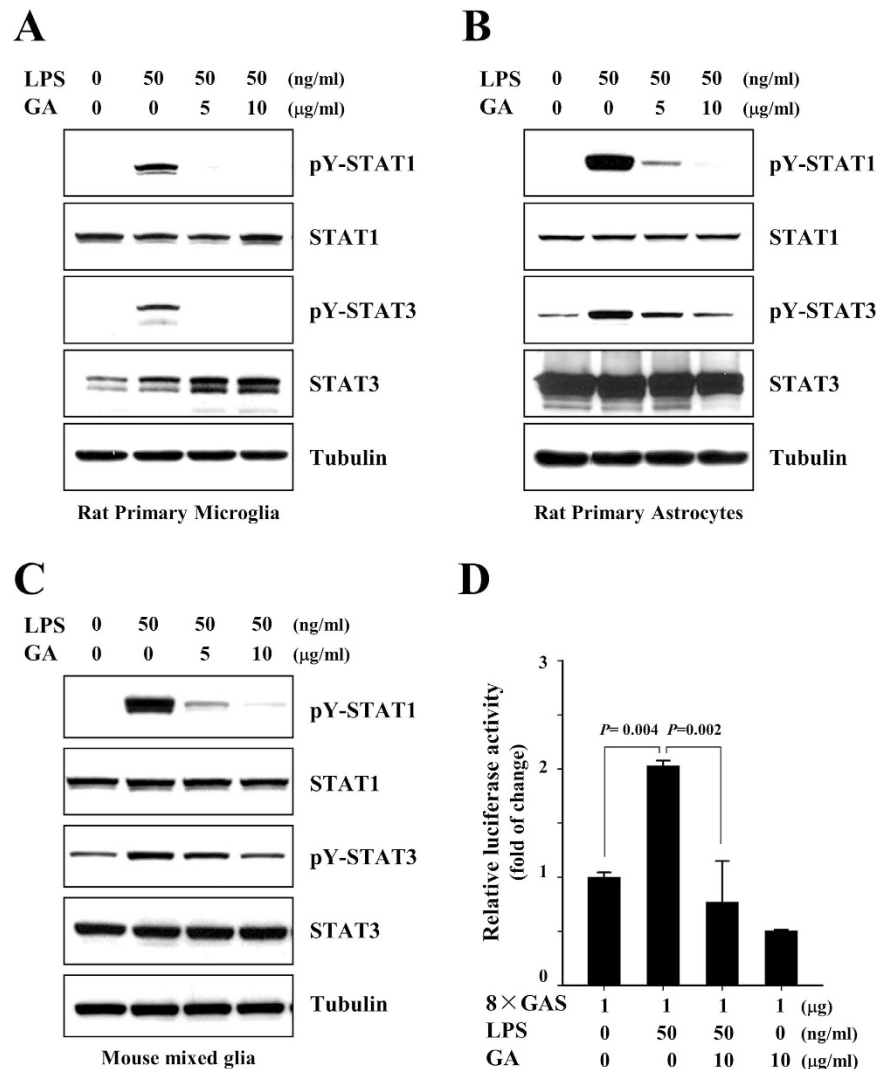 A
LPS 0 50 50 50 (ng/ml)
GA 0 0 5 10 (μg/ml)
pY-STAT1
STAT1
pY-STAT3
STAT3
Tubulin
Rat Primary Microglia
B
LPS 0 50 50 50 (ng/ml)
GA 0 0 5 10 (μg/ml)
pY-STAT1
STAT1
pY-STAT3
STAT3
Tubulin
Rat Primary Astrocytes
C
LPS 0 50 50 50 (ng/ml)
GA 0 0 5 10 (μg/ml)
pY-STAT1
STAT1
pY-STAT3
STAT3
Tubulin
Mouse mixed glia
D
Relative luciferase activity
(fold of change)
3
2
1
0
P= 0.004 P=0.002
8×GAS 1 1 1 1 (μg)
LPS 0 50 50 0 (ng/ml)
GA 0 0 10 10 (μg/ml)